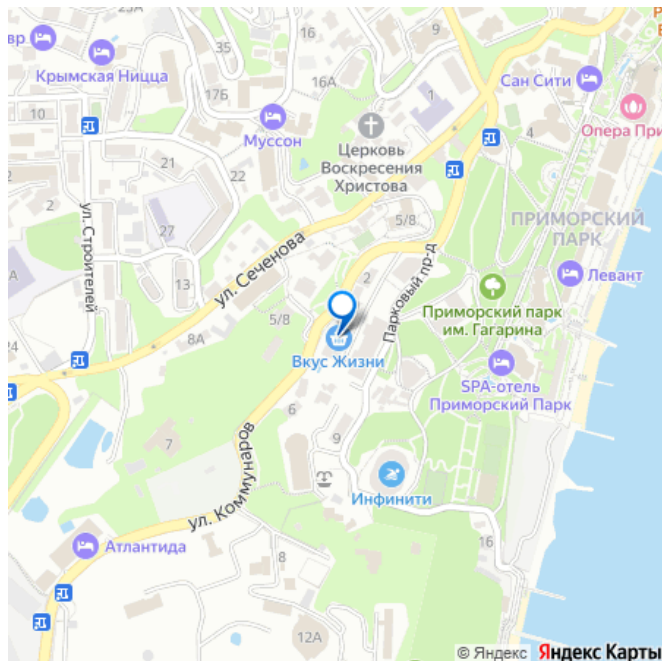 23А
9
вр
Крымская Ницца
35
16А
17Б
Муссон
1
Сан Сити
Опера При
10
4
Церковь
Воскресения
Христова
21
22
2
ул. Строителей
27
5/8
ул. Сеченова
ПРИМОРСКИЙ
ПАРК
Левант
А
13
2
Парковый пр-д
Приморский парк
им. Гагарина
5/8
8А
24
Вкус Жизни
SPA-отель
Приморский Парк
6
7
9
ул. Коммунаров
Инфинити
Атлантида
8
16
12А
© Яндекс Яндекс Карты